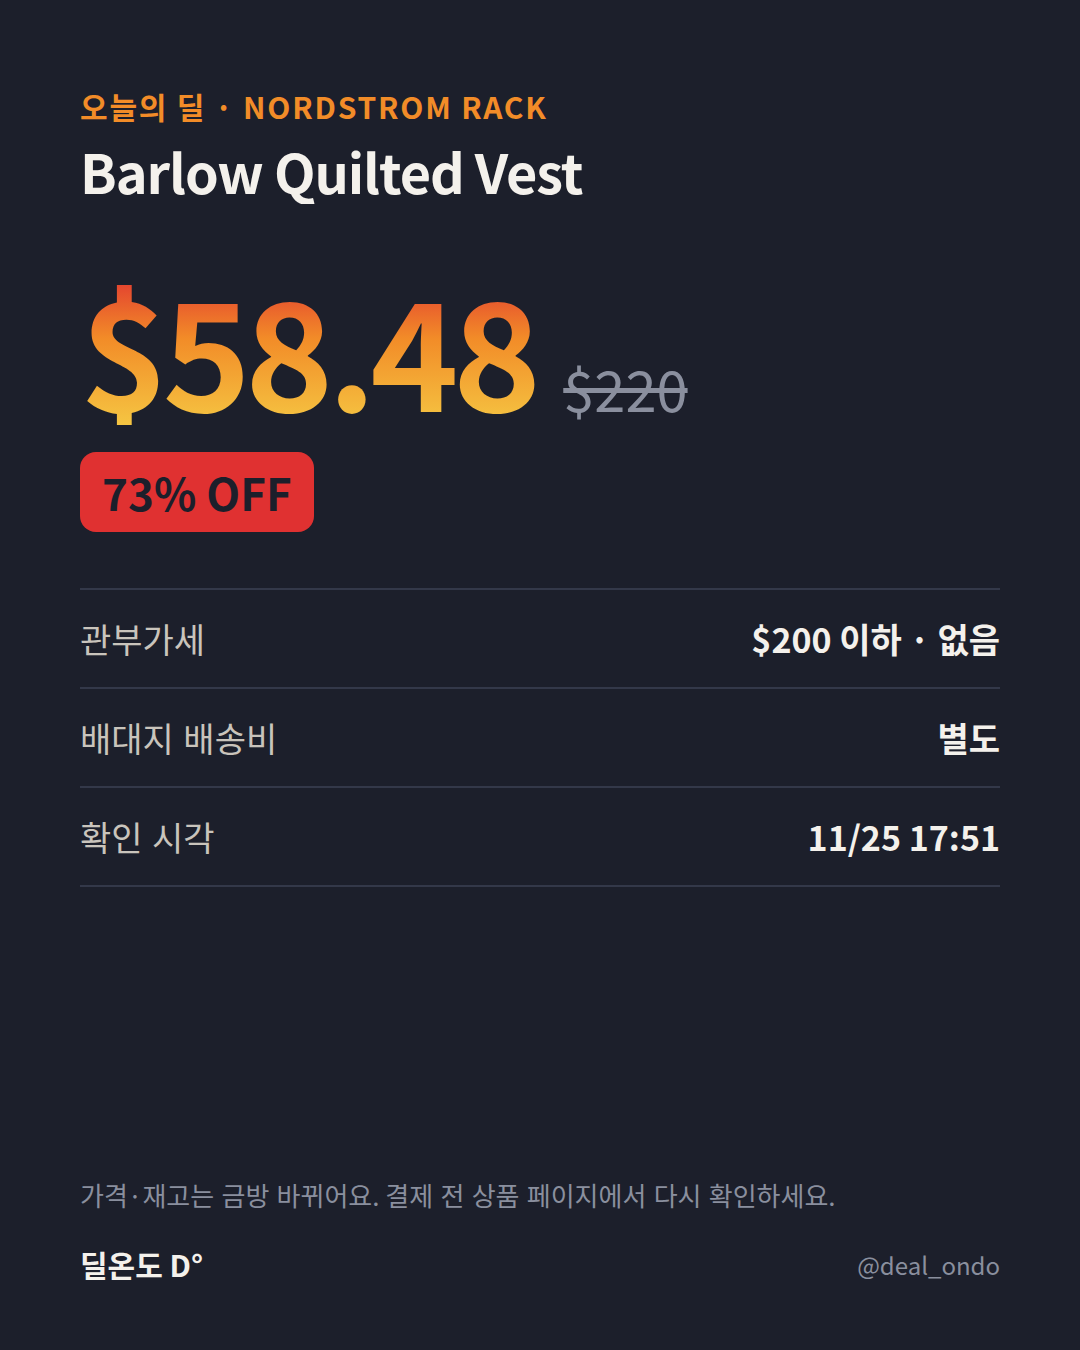 오늘의 딜 · NORDSTROM RACK
Barlow Quilted Vest
$58.48 $220
73% OFF
관부가세 $200 이하 · 없음
배대지 배송비 별도
확인 시각 11/25 17:51
가격·재고는 금방 바뀌어요. 결제 전 상품 페이지에서 다시 확인하세요.
딜온도 D° @deal_ondo